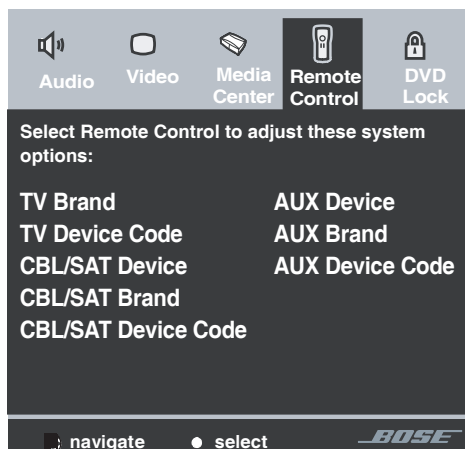 Audio
Video
Media
Center
Remote
Control
DVD
Lock
Select Remote Control to adjust these system
options:
TV Brand
TV Device Code
CBL/SAT Device
CBL/SAT Brand
CBL/SAT Device Code
AUX Device
AUX Brand
AUX Device Code
navigate
select
BOSE